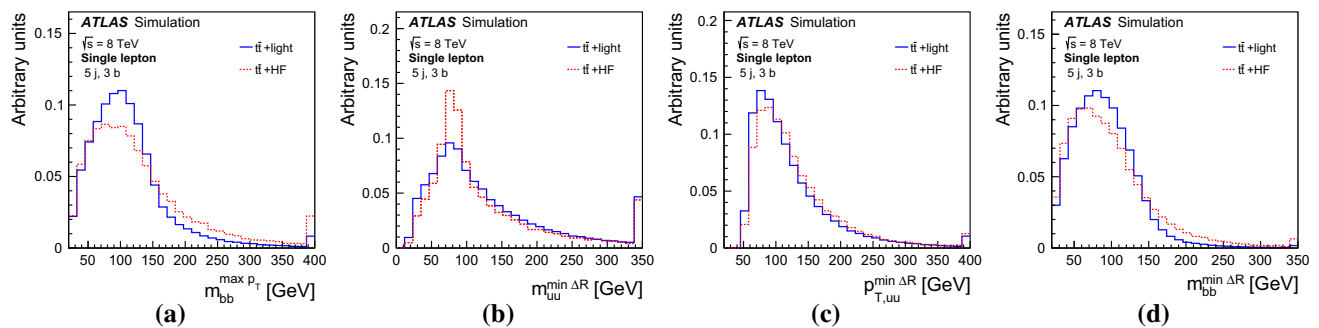 Arbitrary units
0.15
0.1
0.05
0
ATLAS Simulation
√s = 8 TeV
Single lepton
5 j, 3 b
tt̄+light
tt̄+HF
50 100 150 200 250 300 350 400
m_bb^max p_T [GeV]
(a)
Arbitrary units
0.2
0.15
0.1
0.05
0
ATLAS Simulation
√s = 8 TeV
Single lepton
5 j, 3 b
tt̄+light
tt̄+HF
0 50 100 150 200 250 300 350
m_uu^min ΔR [GeV]
(b)
Arbitrary units
0.2
0.15
0.1
0.05
0
ATLAS Simulation
√s = 8 TeV
Single lepton
5 j, 3 b
tt̄+light
tt̄+HF
50 100 150 200 250 300 350 400
p_T,uu^min ΔR [GeV]
(c)
Arbitrary units
0.15
0.1
0.05
0
ATLAS Simulation
√s = 8 TeV
Single lepton
5 j, 3 b
tt̄+light
tt̄+HF
50 100 150 200 250 300 350
m_bb^min ΔR [GeV]
(d)